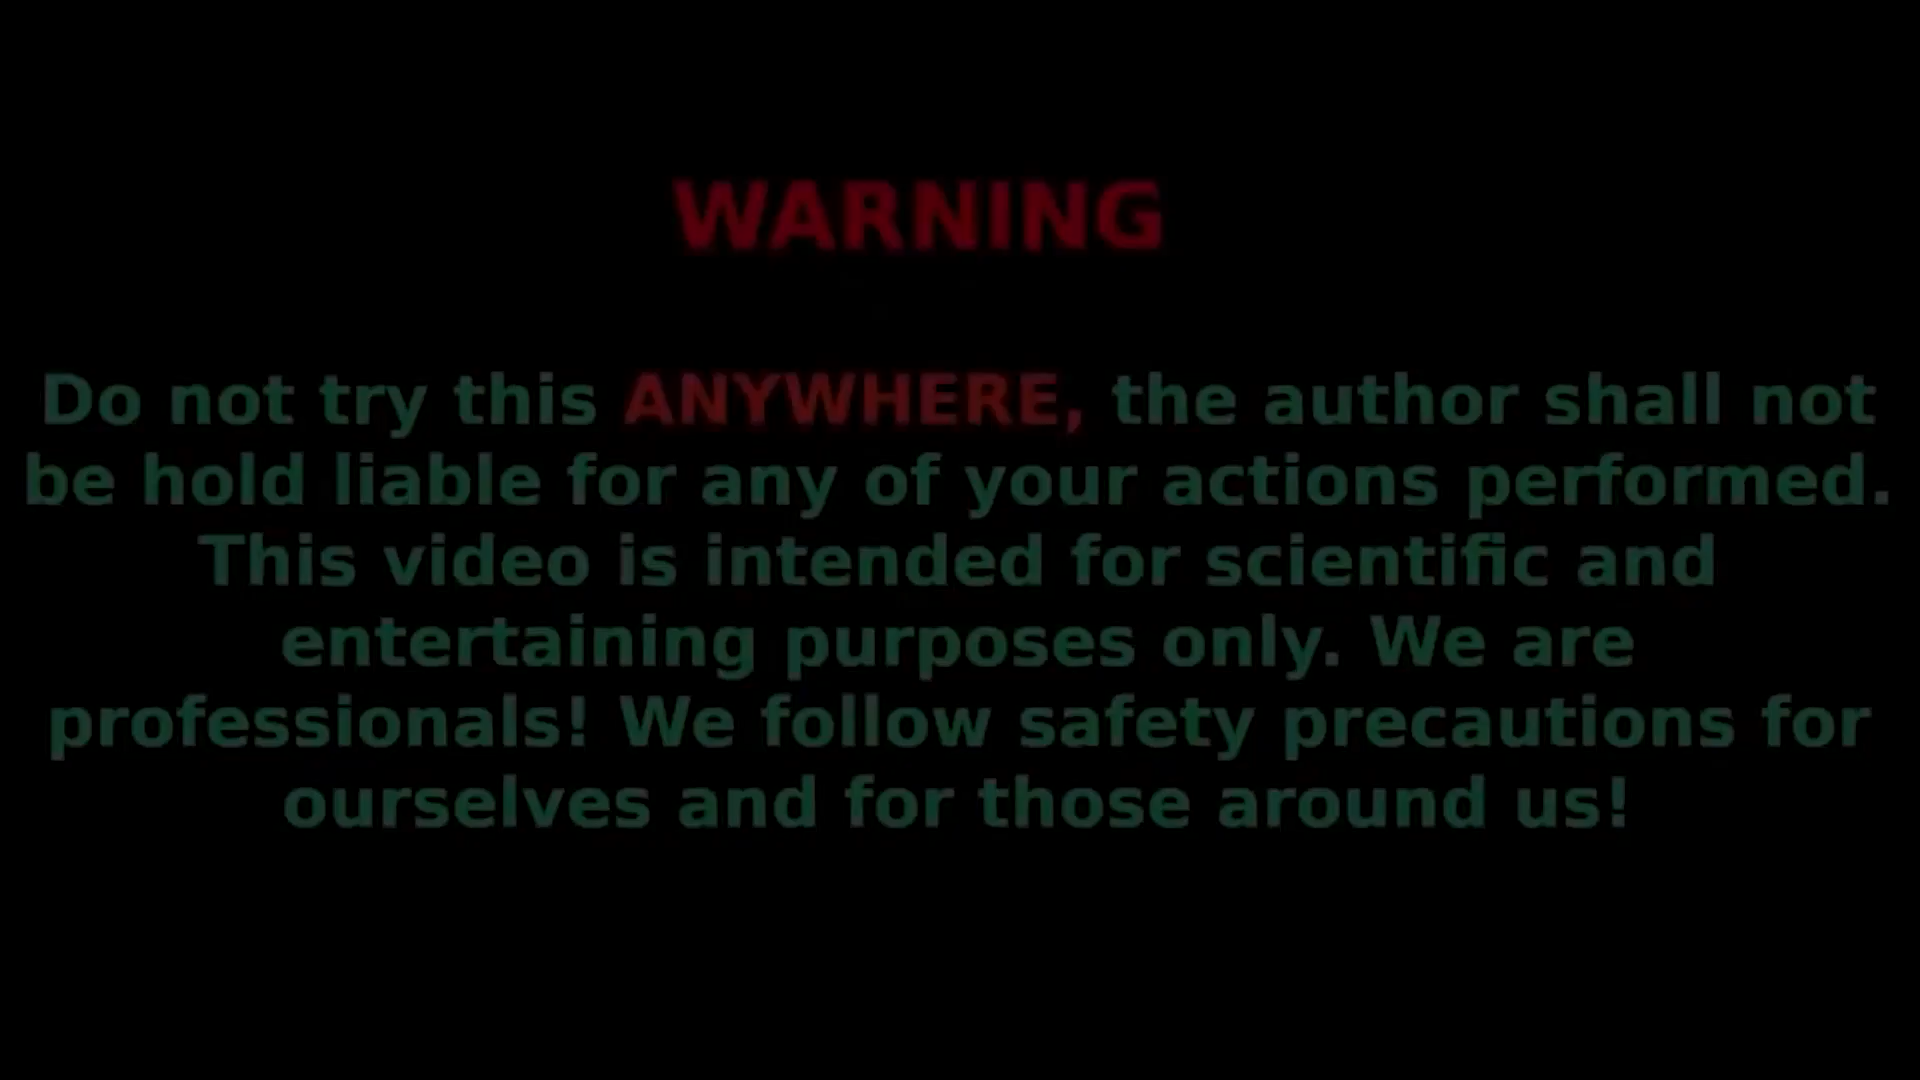 WARNING
Do not try this ANYWHERE, the author shall not
be hold liable for any of your actions performed.
This video is intended for scientific and
entertaining purposes only. We are
professionals! We follow safety precautions for
ourselves and for those around us!